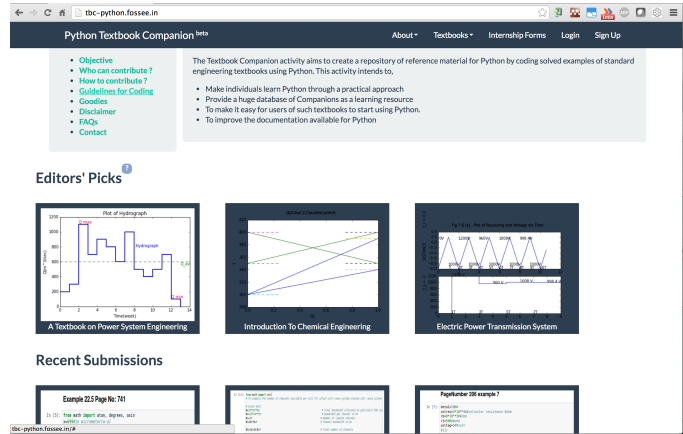 tbc-python.fossee.in
Python Textbook Companion beta
About
Textbooks
Internship Forms
Login
Sign Up
Objective
Who can contribute ?
How to contribute ?
Guidelines for Coding
Goodies
Disclaimer
FAQs
Contact
The Textbook Companion activity aims to create a repository of reference material for Python by coding solved examples of standard
engineering textbooks using Python. This activity intends to,
Make individuals learn Python through a practical approach
Provide a huge database of Companions as a learning resource
To make it easy for users of such textbooks to start using Python.
To improve the documentation available for Python
Editors' Picks ?
Plot of Hydrograph
Hydrograph
Time(week)
A Textbook on Power System Engineering
Introduction To Chemical Engineering
Electric Power Transmission System
Recent Submissions
Example 22.5 Page No: 741
In [5]: from math import atan, degrees, sin
PageNumber 206 example 7
tbc-python.fossee.in/#